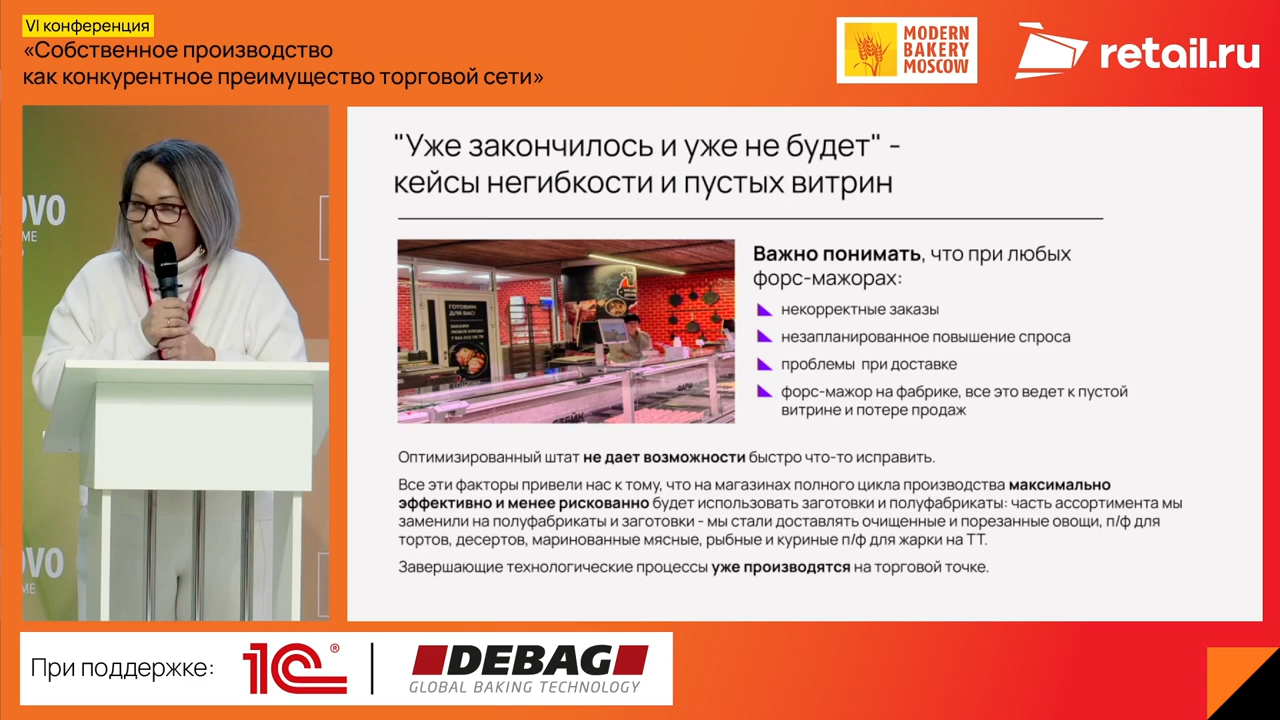 VI конференция
«Собственное производство
как конкурентное преимущество торговой сети»
MODERN
BAKERY
MOSCOW
retail.ru
"Уже закончилось и уже не будет" -
кейсы негибкости и пустых витрин
ГОТОВИМ
ДЛЯ ВАС!
Важно понимать, что при любых
форс-мажорах:
некорректные заказы
незапланированное повышение спроса
проблемы при доставке
форс-мажор на фабрике, все это ведет к пустой
витрине и потере продаж
Оптимизированный штат не дает возможности быстро что-то исправить.
Все эти факторы привели нас к тому, что на магазинах полного цикла производства максимально
эффективно и менее рискованно будет использовать заготовки и полуфабрикаты: часть ассортимента мы
заменили на полуфабрикаты и заготовки - мы стали доставлять очищенные и порезанные овощи, п/ф для
тортов, десертов, маринованные мясные, рыбные и куриные п/ф для жарки на ТТ.
Завершающие технологические процессы уже производятся на торговой точке.
OVO
ME
OVO
ME
При поддержке:
1С®
DEBAG
GLOBAL BAKING TECHNOLOGY